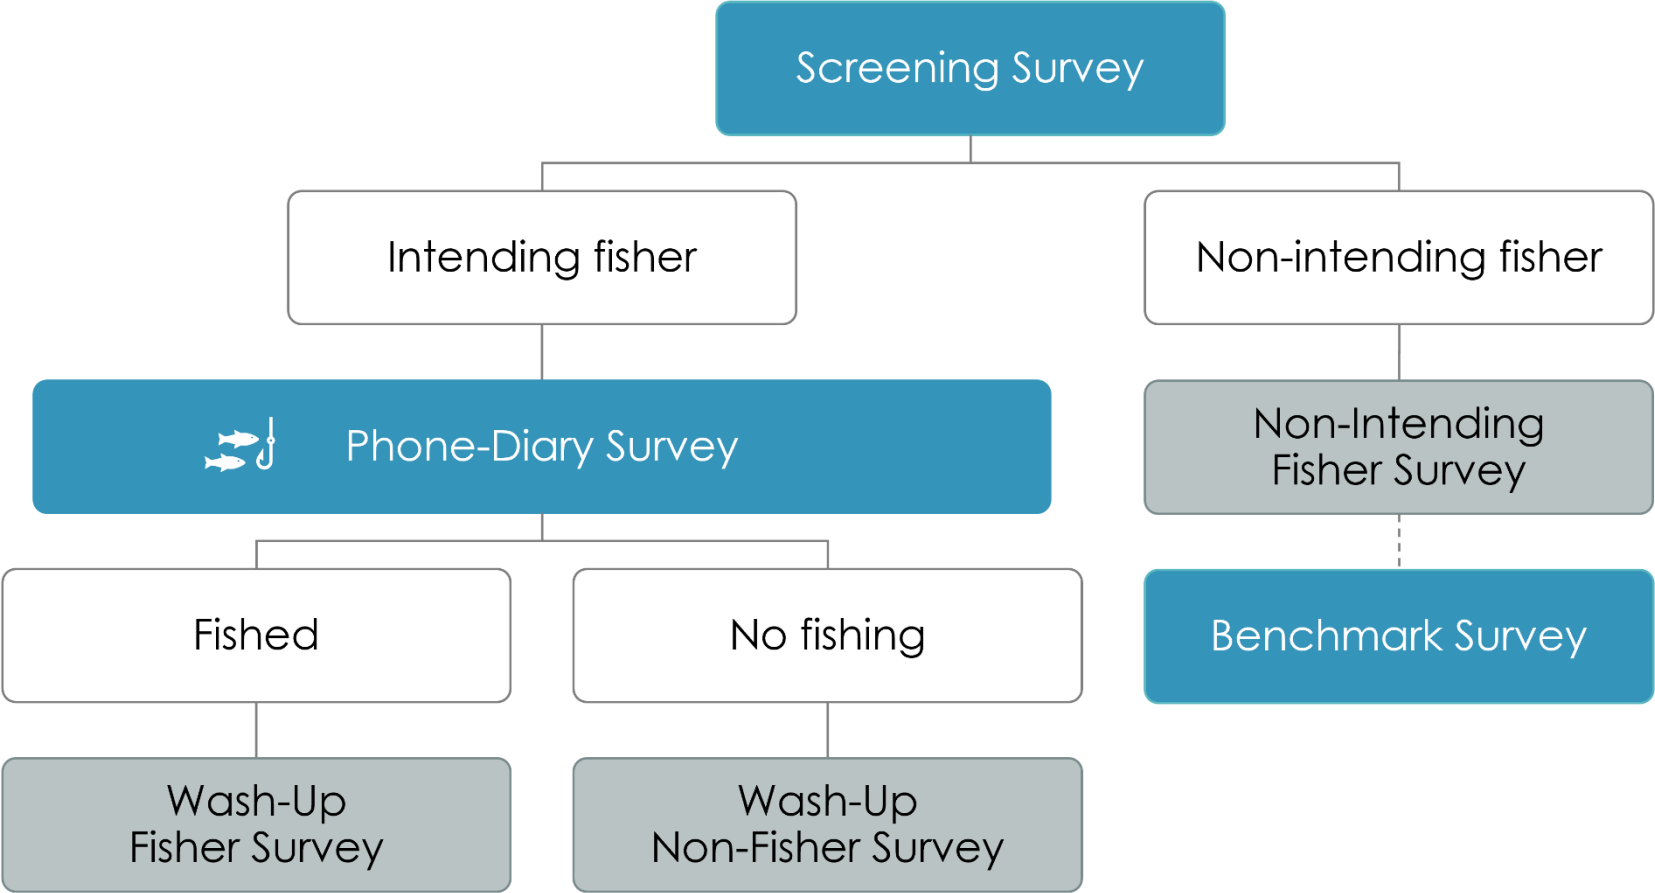 Screening Survey
Intending fisher
Non-intending fisher
Phone-Diary Survey
Non-Intending
Fisher Survey
Fished
No fishing
Benchmark Survey
Wash-Up
Fisher Survey
Wash-Up
Non-Fisher Survey